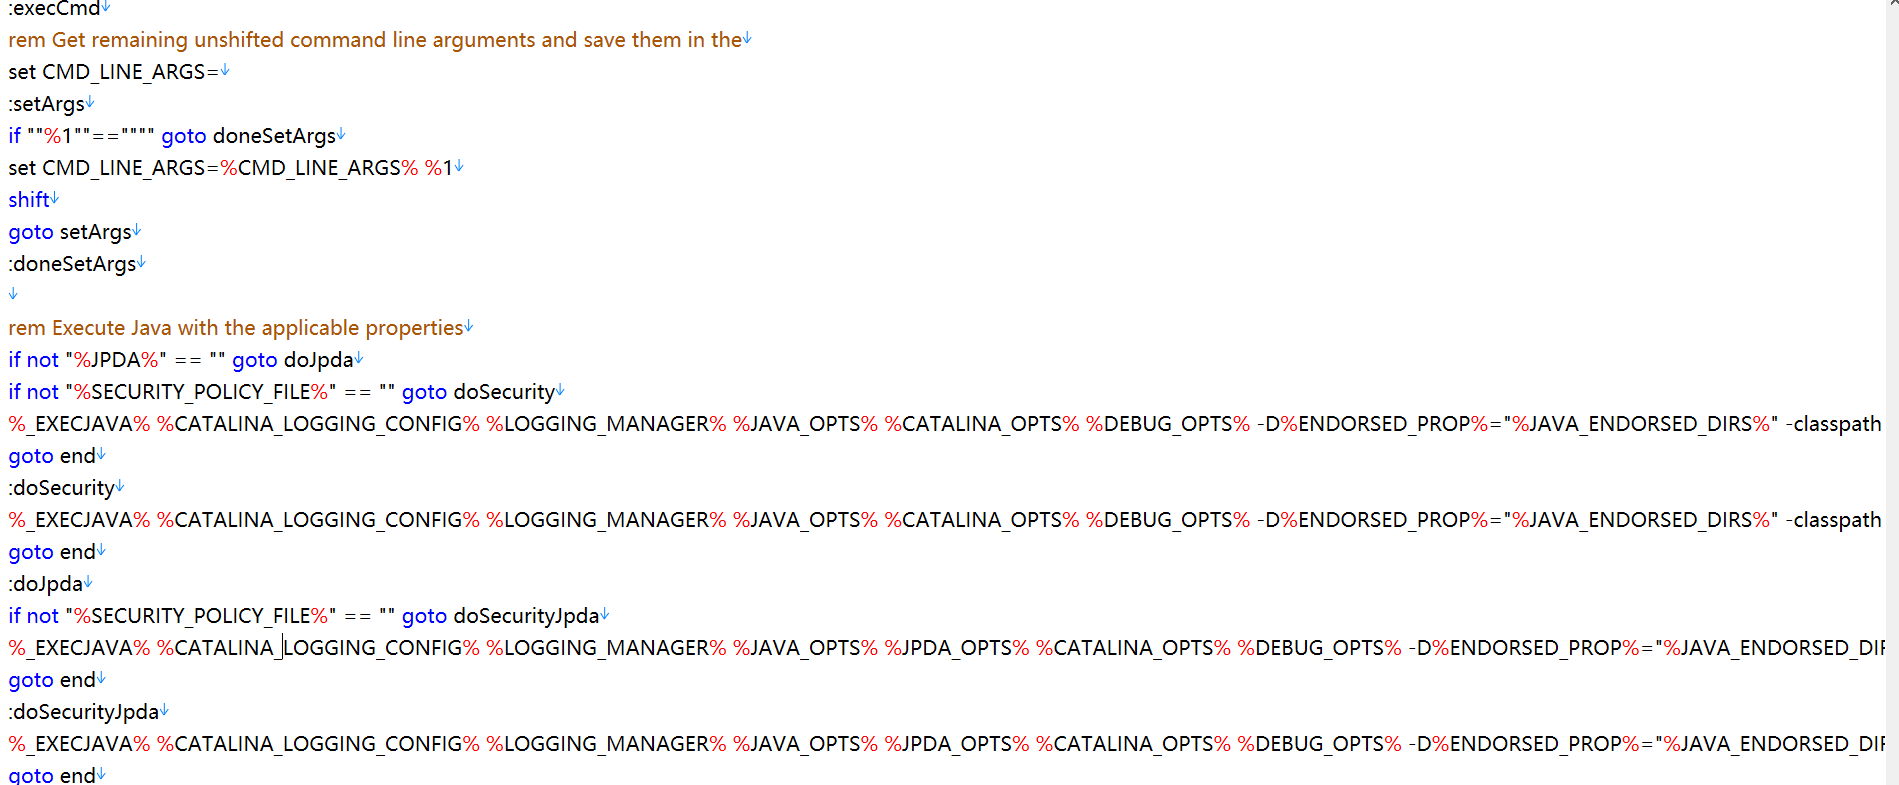 :execCmd↓
rem Get remaining unshifted command line arguments and save them in the↓
set CMD_LINE_ARGS=↓
:setArgs↓
if ""%1""=="""" goto doneSetArgs↓
set CMD_LINE_ARGS=%CMD_LINE_ARGS% %1↓
shift↓
goto setArgs↓
:doneSetArgs↓
↓
rem Execute Java with the applicable properties↓
if not "%JPDA%" == "" goto doJpda↓
if not "%SECURITY_POLICY_FILE%" == "" goto doSecurity↓
%_EXECJAVA% %CATALINA_LOGGING_CONFIG% %LOGGING_MANAGER% %JAVA_OPTS% %CATALINA_OPTS% %DEBUG_OPTS% -D%ENDORSED_PROP%="%JAVA_ENDORSED_DIRS%" -classpath
goto end↓
:doSecurity↓
%_EXECJAVA% %CATALINA_LOGGING_CONFIG% %LOGGING_MANAGER% %JAVA_OPTS% %CATALINA_OPTS% %DEBUG_OPTS% -D%ENDORSED_PROP%="%JAVA_ENDORSED_DIRS%" -classpath
goto end↓
:doJpda↓
if not "%SECURITY_POLICY_FILE%" == "" goto doSecurityJpda↓
%_EXECJAVA% %CATALINA_LOGGING_CONFIG% %LOGGING_MANAGER% %JAVA_OPTS% %JPDA_OPTS% %CATALINA_OPTS% %DEBUG_OPTS% -D%ENDORSED_PROP%="%JAVA_ENDORSED_DIR
goto end↓
:doSecurityJpda↓
%_EXECJAVA% %CATALINA_LOGGING_CONFIG% %LOGGING_MANAGER% %JAVA_OPTS% %JPDA_OPTS% %CATALINA_OPTS% %DEBUG_OPTS% -D%ENDORSED_PROP%="%JAVA_ENDORSED_DIR
goto end↓